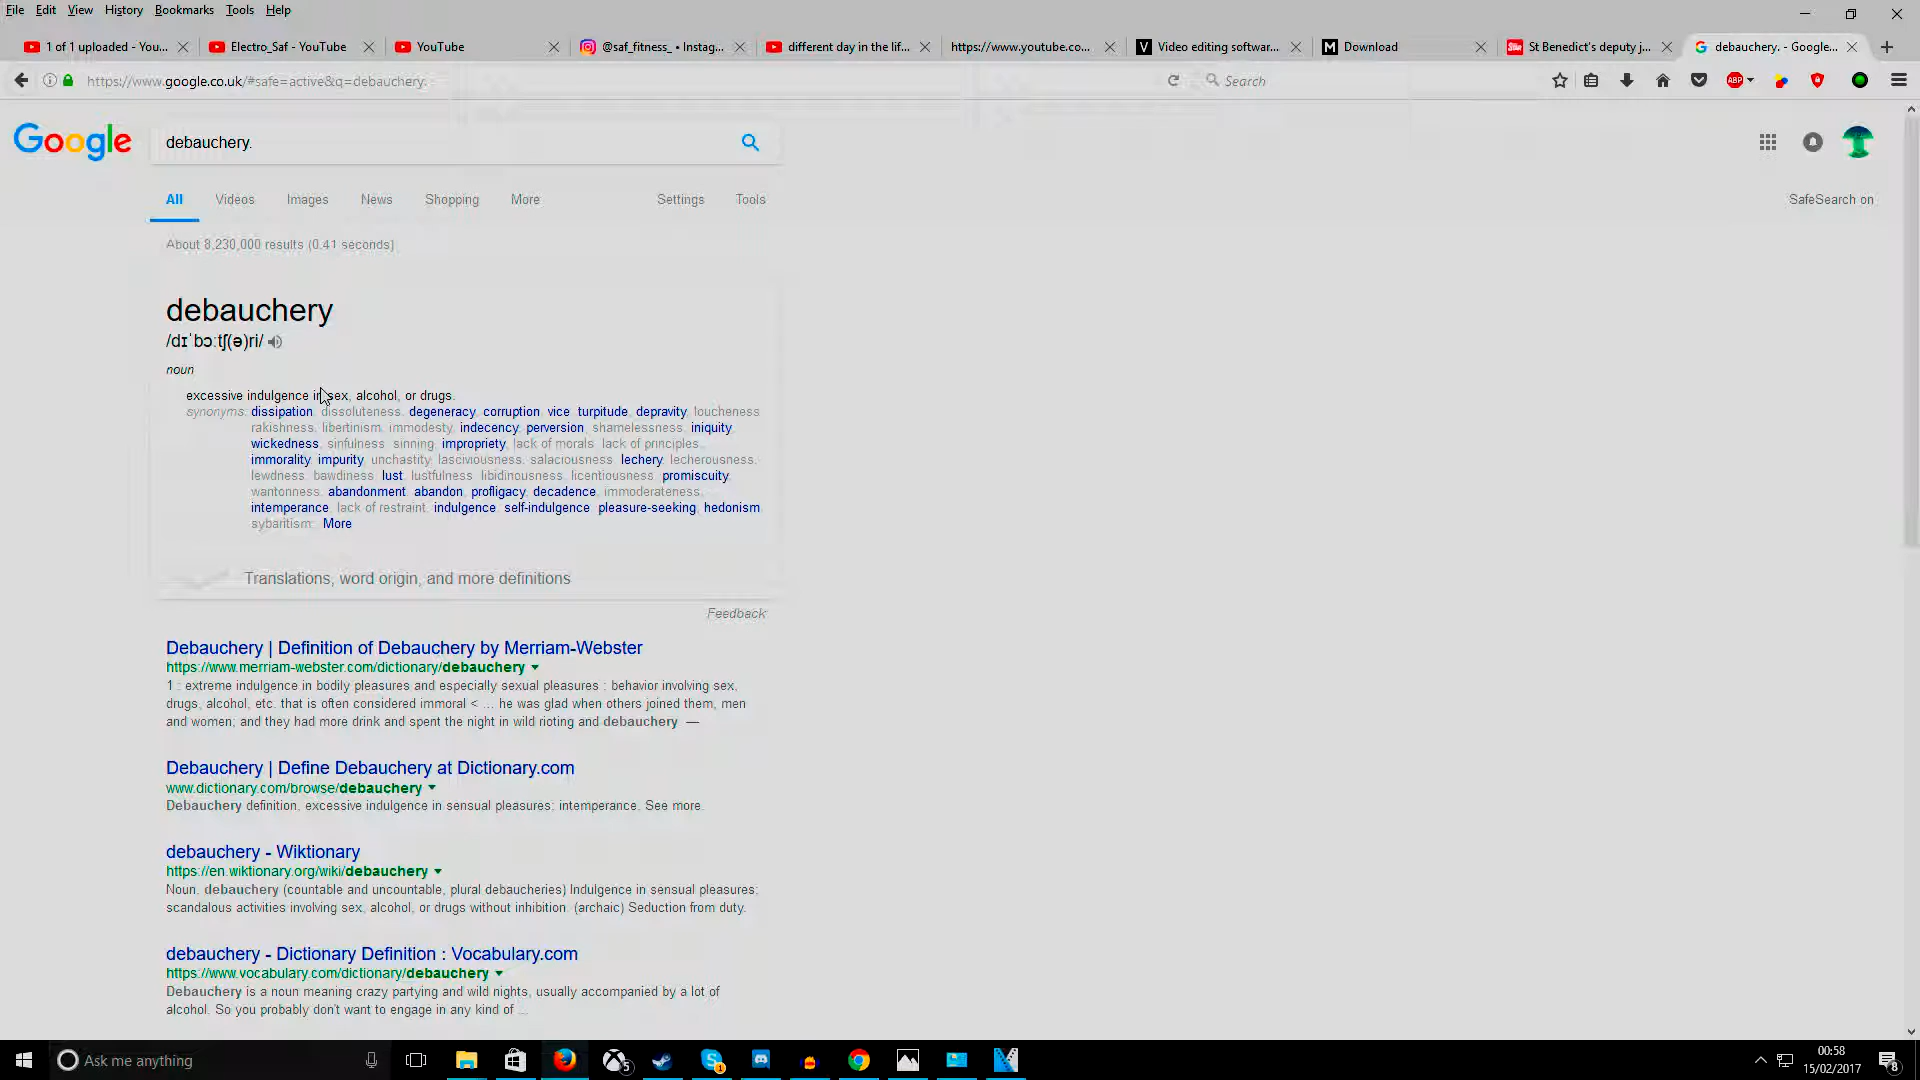 File Edit View History Bookmarks Tools Help
1 of 1 uploaded - You... Electro_Saf - YouTube YouTube @saf_fitness_ • Instag... different day in the lif... https://www.youtube.co... Video editing softwar... Download St Benedict's deputy j... debauchery. - Google...
https://www.google.co.uk/#safe=active&q=debauchery. Search
Google debauchery.
All Videos Images News Shopping More Settings Tools SafeSearch on
About 8,230,000 results (0.41 seconds)
debauchery
/dɪˈbɔːtʃ(ə)ri/
noun
excessive indulgence in sex, alcohol, or drugs.
synonyms: dissipation, dissoluteness, degeneracy, corruption, vice, turpitude, depravity, loucheness,
rakishness, libertinism, immodesty, indecency, perversion, shamelessness, iniquity,
wickedness, sinfulness, sinning, impropriety, lack of morals, lack of principles,
immorality, impurity, unchastity, lasciviousness, salaciousness, lechery, lecherousness,
lewdness, bawdiness, lust, lustfulness, libidinousness, licentiousness, promiscuity,
wantonness, abandonment, abandon, profligacy, decadence, immoderateness,
intemperance, lack of restraint, indulgence, self-indulgence, pleasure-seeking, hedonism,
sybaritism; More
Translations, word origin, and more definitions
Feedback
Debauchery | Definition of Debauchery by Merriam-Webster
https://www.merriam-webster.com/dictionary/debauchery
1 : extreme indulgence in bodily pleasures and especially sexual pleasures : behavior involving sex,
drugs, alcohol, etc. that is often considered immoral < ... he was glad when others joined them, men
and women; and they had more drink and spent the night in wild rioting and debauchery —
Debauchery | Define Debauchery at Dictionary.com
www.dictionary.com/browse/debauchery
Debauchery definition, excessive indulgence in sensual pleasures; intemperance. See more.
debauchery - Wiktionary
https://en.wiktionary.org/wiki/debauchery
Noun. debauchery (countable and uncountable, plural debaucheries) Indulgence in sensual pleasures;
scandalous activities involving sex, alcohol, or drugs without inhibition. (archaic) Seduction from duty.
debauchery - Dictionary Definition : Vocabulary.com
https://www.vocabulary.com/dictionary/debauchery
Debauchery is a noun meaning crazy partying and wild nights, usually accompanied by a lot of
alcohol. So you probably don't want to engage in any kind of ...
Ask me anything
00:58
15/02/2017